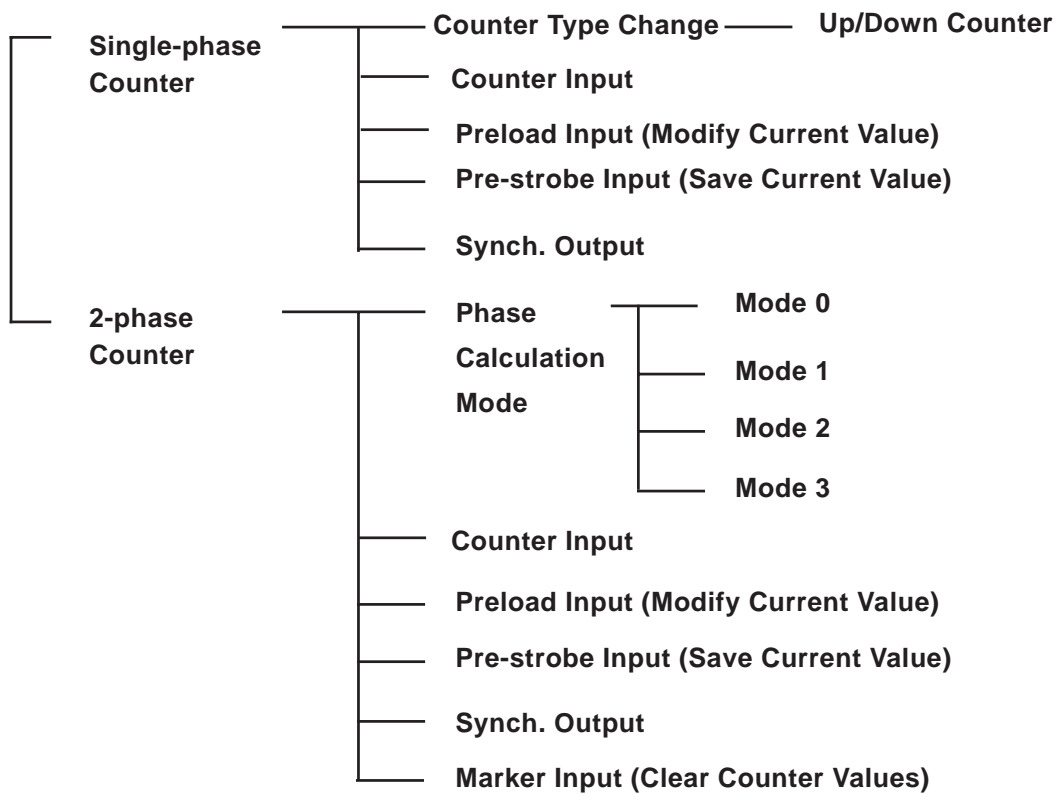 Single-phase
Counter
Counter Type Change
Up/Down Counter
Counter Input
Preload Input (Modify Current Value)
Pre-strobe Input (Save Current Value)
Synch. Output
2-phase
Counter
Phase
Calculation
Mode
Mode 0
Mode 1
Mode 2
Mode 3
Counter Input
Preload Input (Modify Current Value)
Pre-strobe Input (Save Current Value)
Synch. Output
Marker Input (Clear Counter Values)